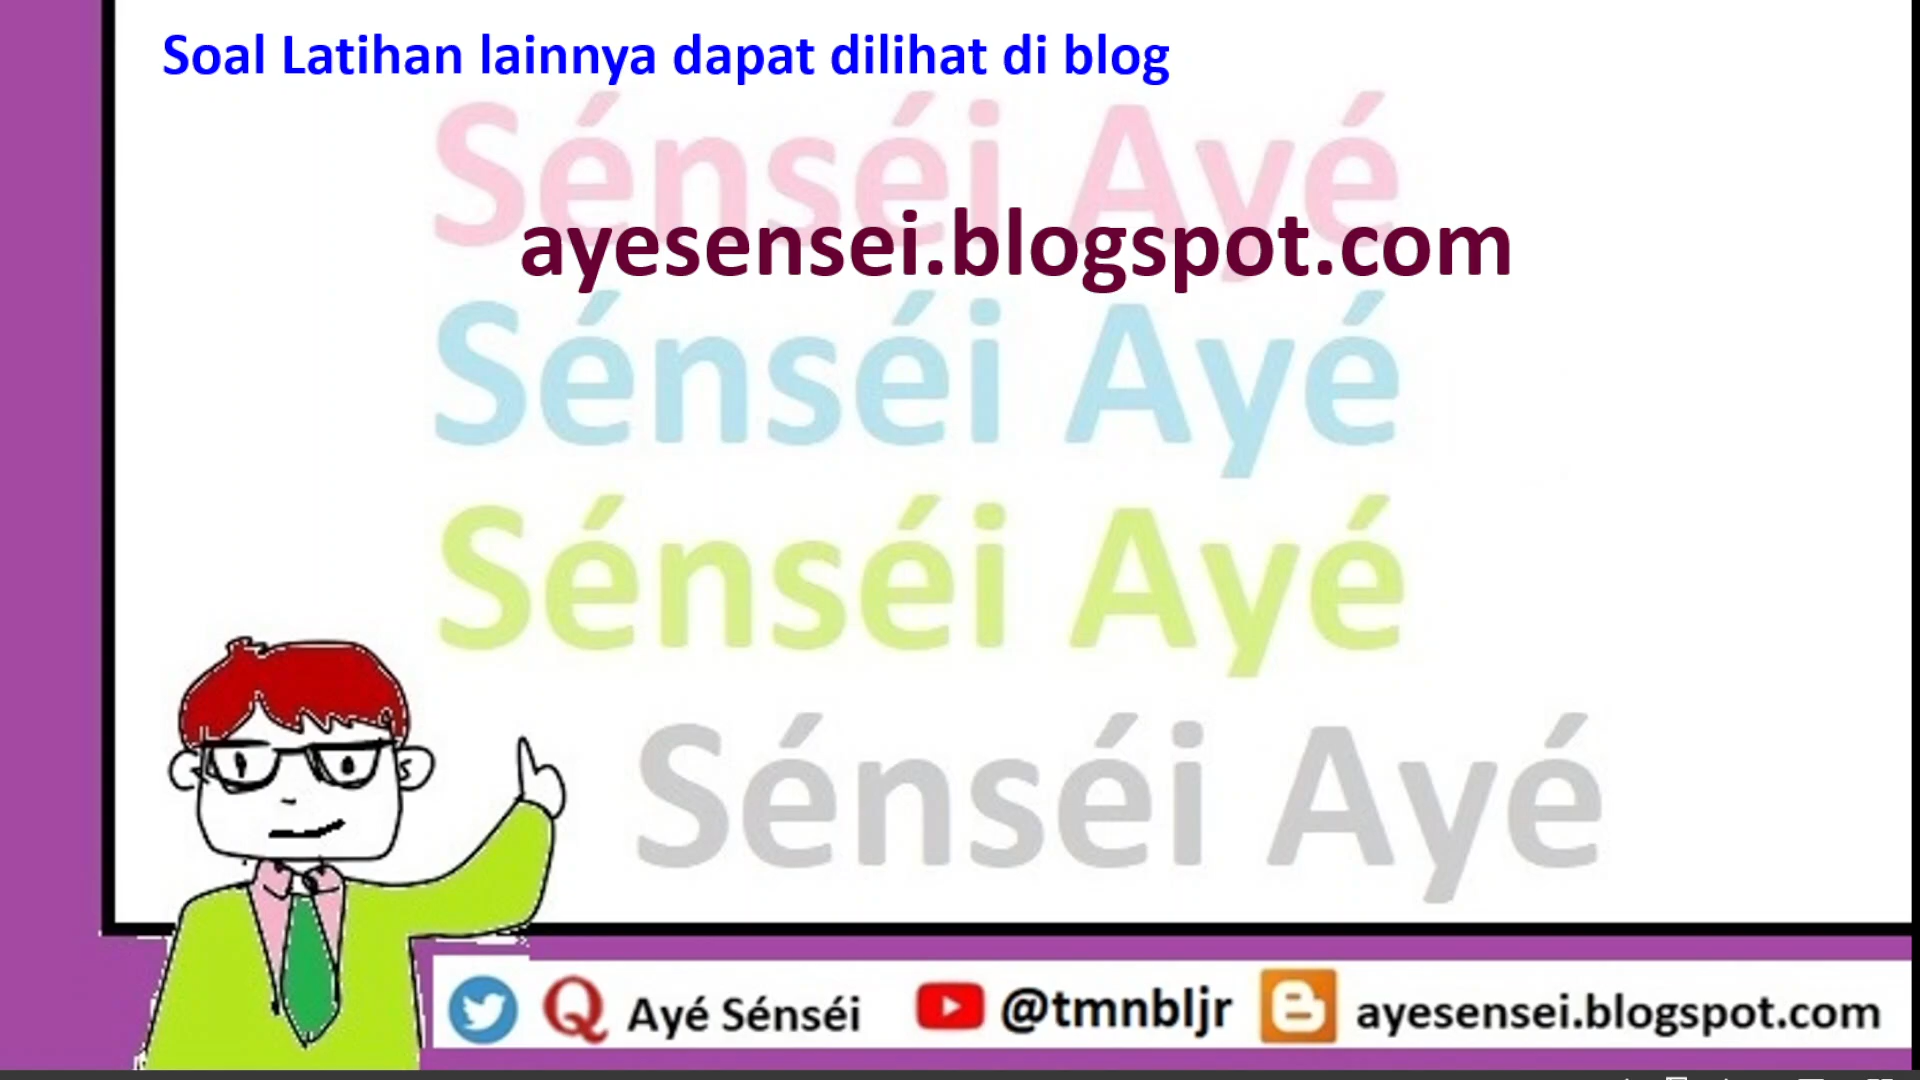 Soal Latihan lainnya dapat dilihat di blog
Sénséi Ayé
ayesensei.blogspot.com
Sénséi Ayé
Sénséi Ayé
Sénséi Ayé
Ayé Sénséi @tmnbljr ayesensei.blogspot.com